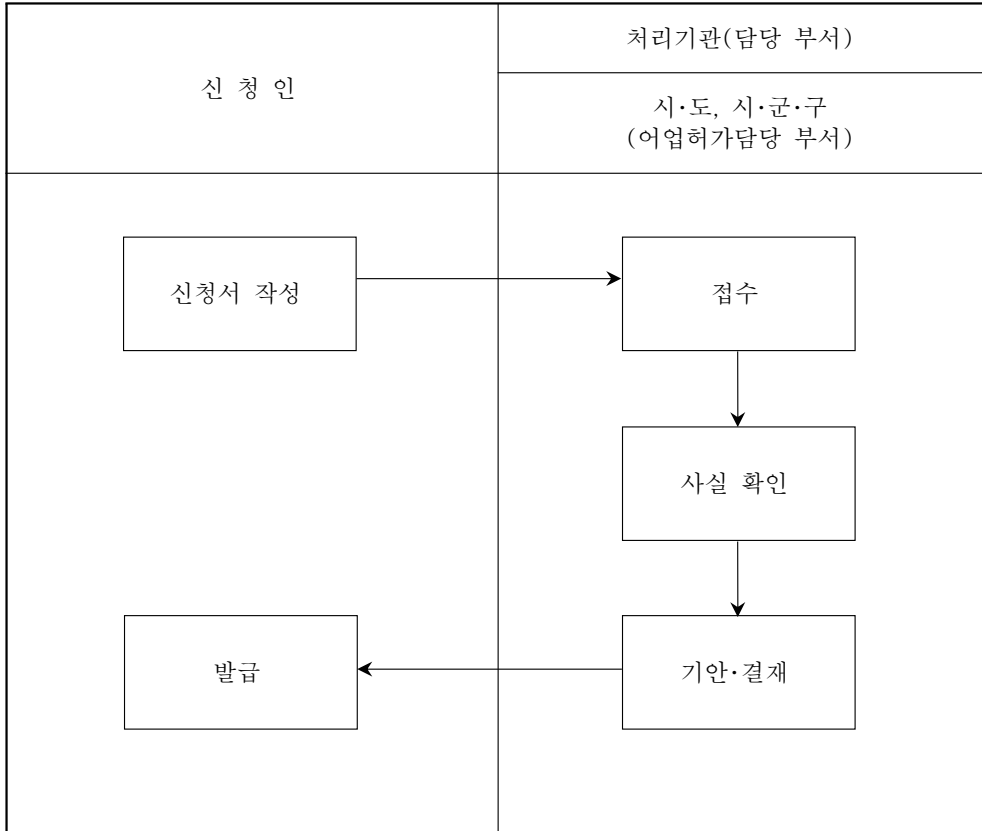 신 청 인
처리기관(담당 부서)
시·도, 시·군·구
(어업허가담당 부서)
신청서 작성
접수
사실 확인
발급
기안·결재